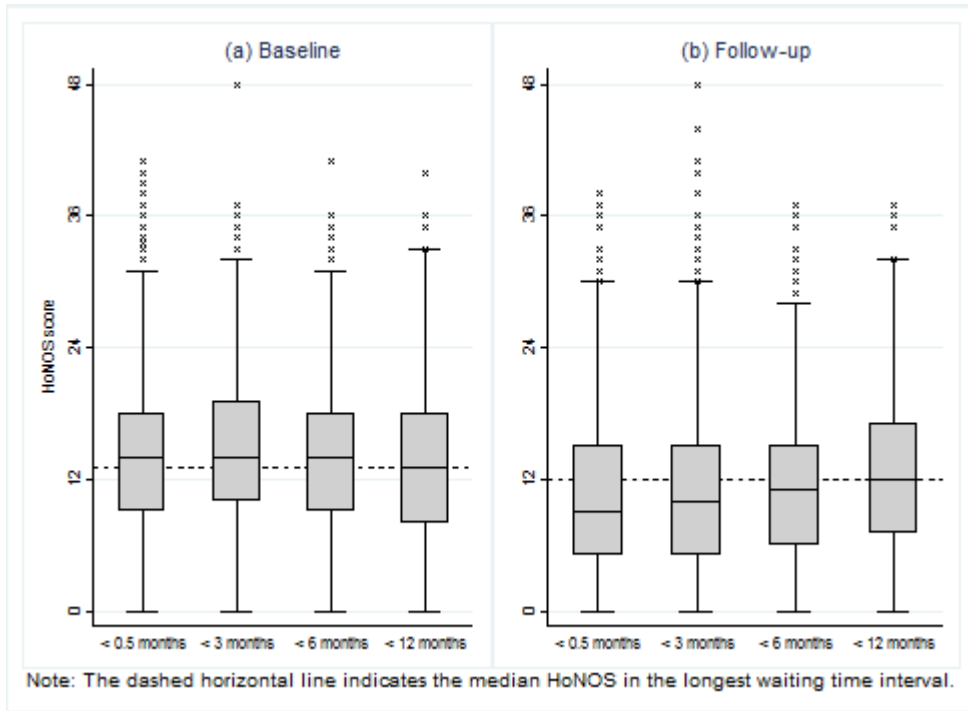 (a) Baseline
(b) Follow-up
HoNOS score
48
36
24
12
0
< 0.5 months
< 3 months
< 6 months
< 12 months
48
36
24
12
0
< 0.5 months
< 3 months
< 6 months
< 12 months
Note: The dashed horizontal line indicates the median HoNOS in the longest waiting time interval.